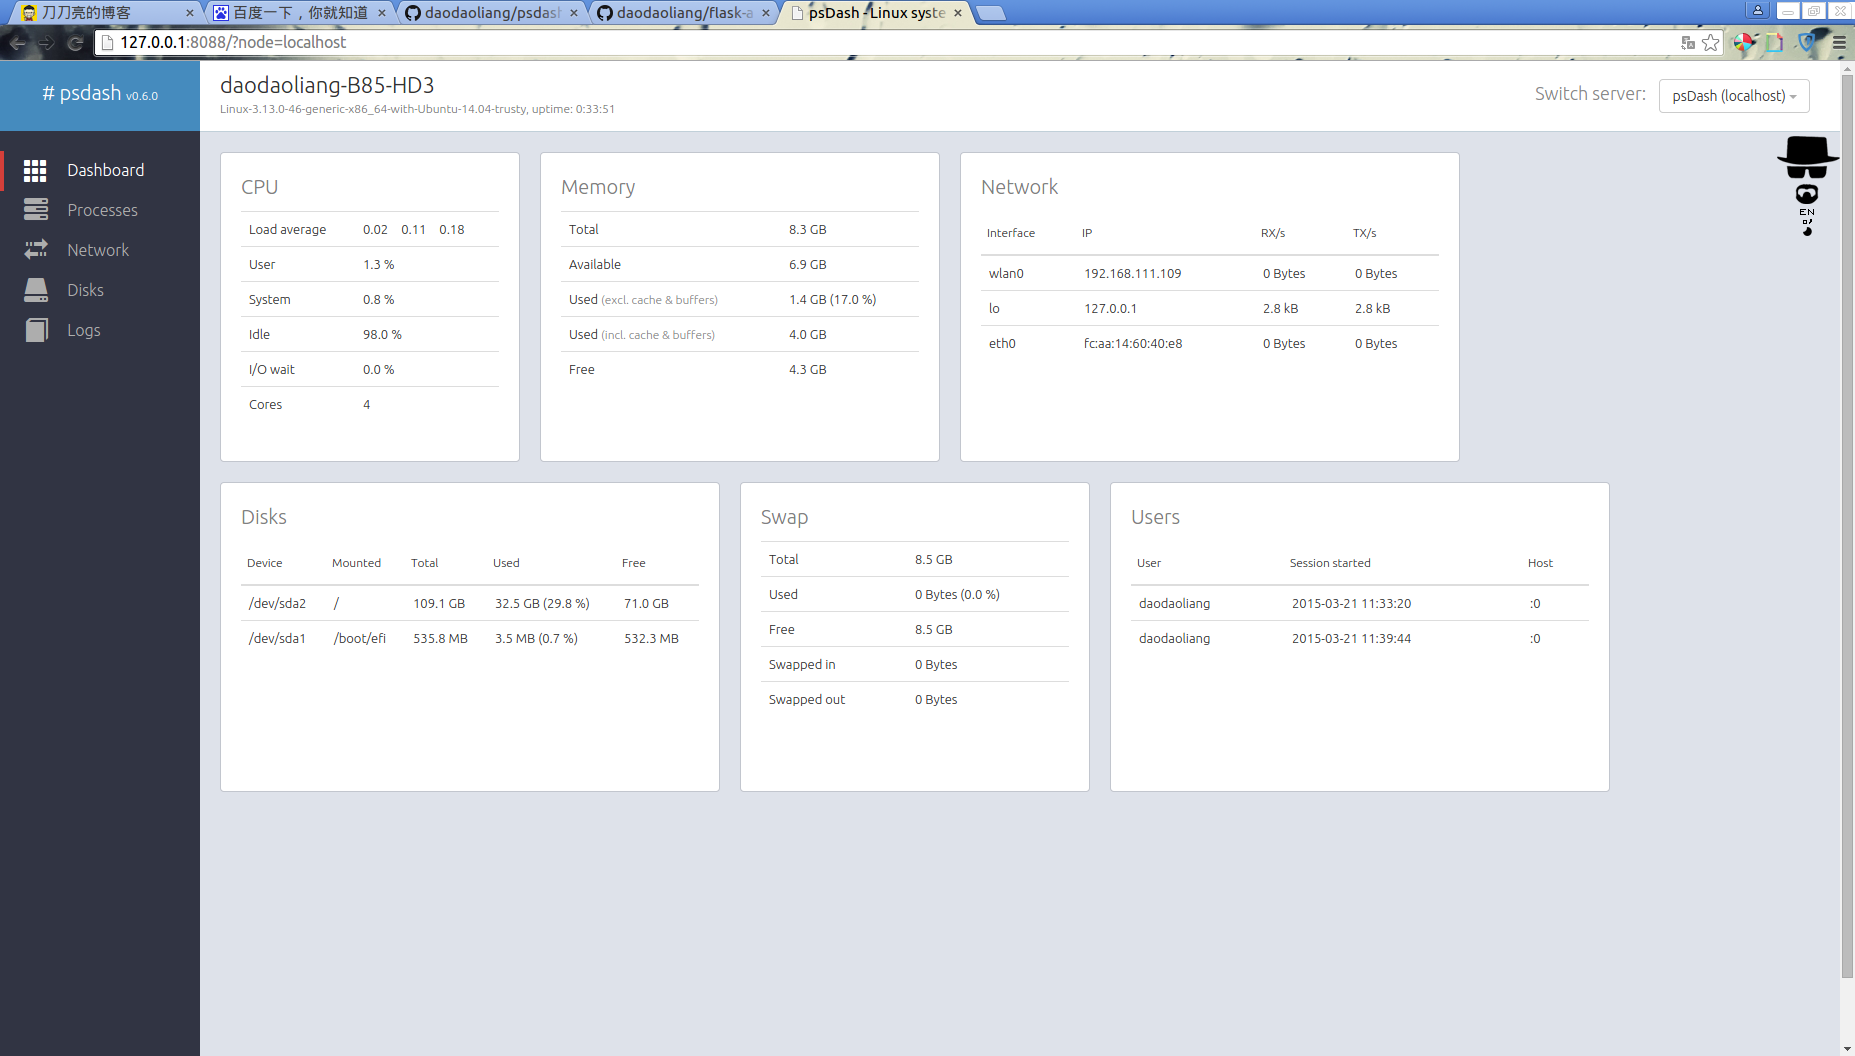 刀刀亮的博客
百度一下，你就知道
daodaoliang/psdash
daodaoliang/flask-a
psDash - Linux syste
127.0.0.1:8088/?node=localhost
# psdash v0.6.0
Dashboard
Processes
Network
Disks
Logs
daodaoliang-B85-HD3
Linux-3.13.0-46-generic-x86_64-with-Ubuntu-14.04-trusty, uptime: 0:33:51
Switch server: psDash (localhost)
EN
CPU
Load average 0.02 0.11 0.18
User 1.3 %
System 0.8 %
Idle 98.0 %
I/O wait 0.0 %
Cores 4
Memory
Total 8.3 GB
Available 6.9 GB
Used (excl. cache & buffers) 1.4 GB (17.0 %)
Used (incl. cache & buffers) 4.0 GB
Free 4.3 GB
Network
Interface IP RX/s TX/s
wlan0 192.168.111.109 0 Bytes 0 Bytes
lo 127.0.0.1 2.8 kB 2.8 kB
eth0 fc:aa:14:60:40:e8 0 Bytes 0 Bytes
Disks
Device Mounted Total Used Free
/dev/sda2 / 109.1 GB 32.5 GB (29.8 %) 71.0 GB
/dev/sda1 /boot/efi 535.8 MB 3.5 MB (0.7 %) 532.3 MB
Swap
Total 8.5 GB
Used 0 Bytes (0.0 %)
Free 8.5 GB
Swapped in 0 Bytes
Swapped out 0 Bytes
Users
User Session started Host
daodaoliang 2015-03-21 11:33:20 :0
daodaoliang 2015-03-21 11:39:44 :0